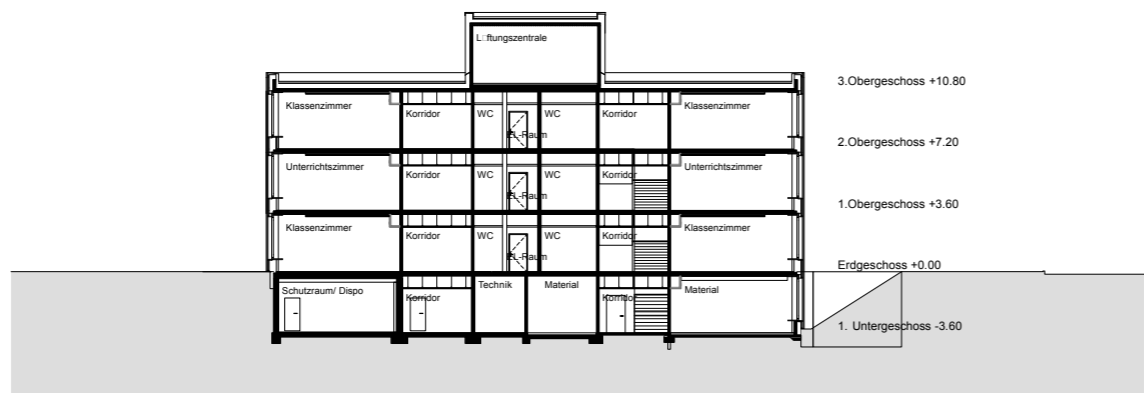 L□ftungszentrale
3.Obergeschoss +10.80
Klassenzimmer Korridor WC EL-Raum WC Korridor Klassenzimmer
2.Obergeschoss +7.20
Unterrichtszimmer Korridor WC EL-Raum WC Korridor Unterrichtszimmer
1.Obergeschoss +3.60
Klassenzimmer Korridor WC EL-Raum WC Korridor Klassenzimmer
Erdgeschoss +0.00
Schutzraum/ Dispo Korridor Technik Material Korridor Material
1. Untergeschoss -3.60